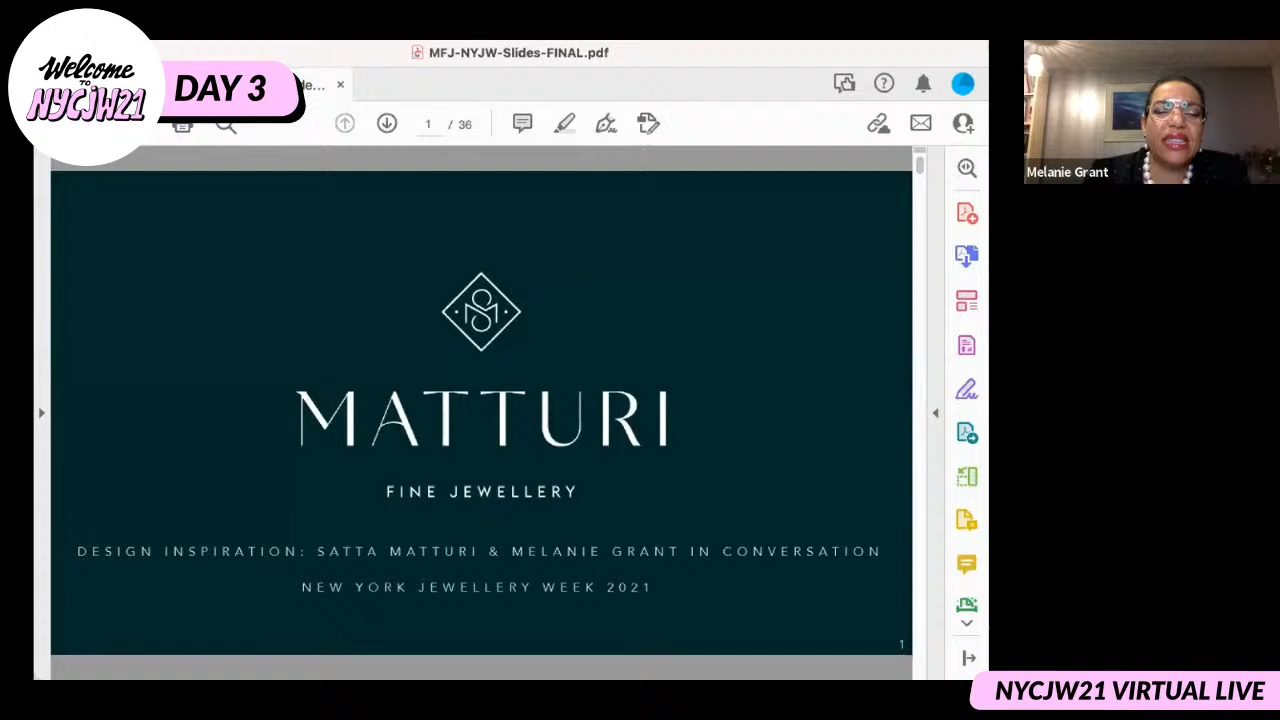 Welcome
TO
NYCJW21
DAY 3
MFJ-NYJW-Slides-FINAL.pdf
de...
1 / 36
Melanie Grant
MATTURI
FINE JEWELLERY
DESIGN INSPIRATION: SATTA MATTURI & MELANIE GRANT IN CONVERSATION
NEW YORK JEWELLERY WEEK 2021
1
NYCJW21 VIRTUAL LIVE